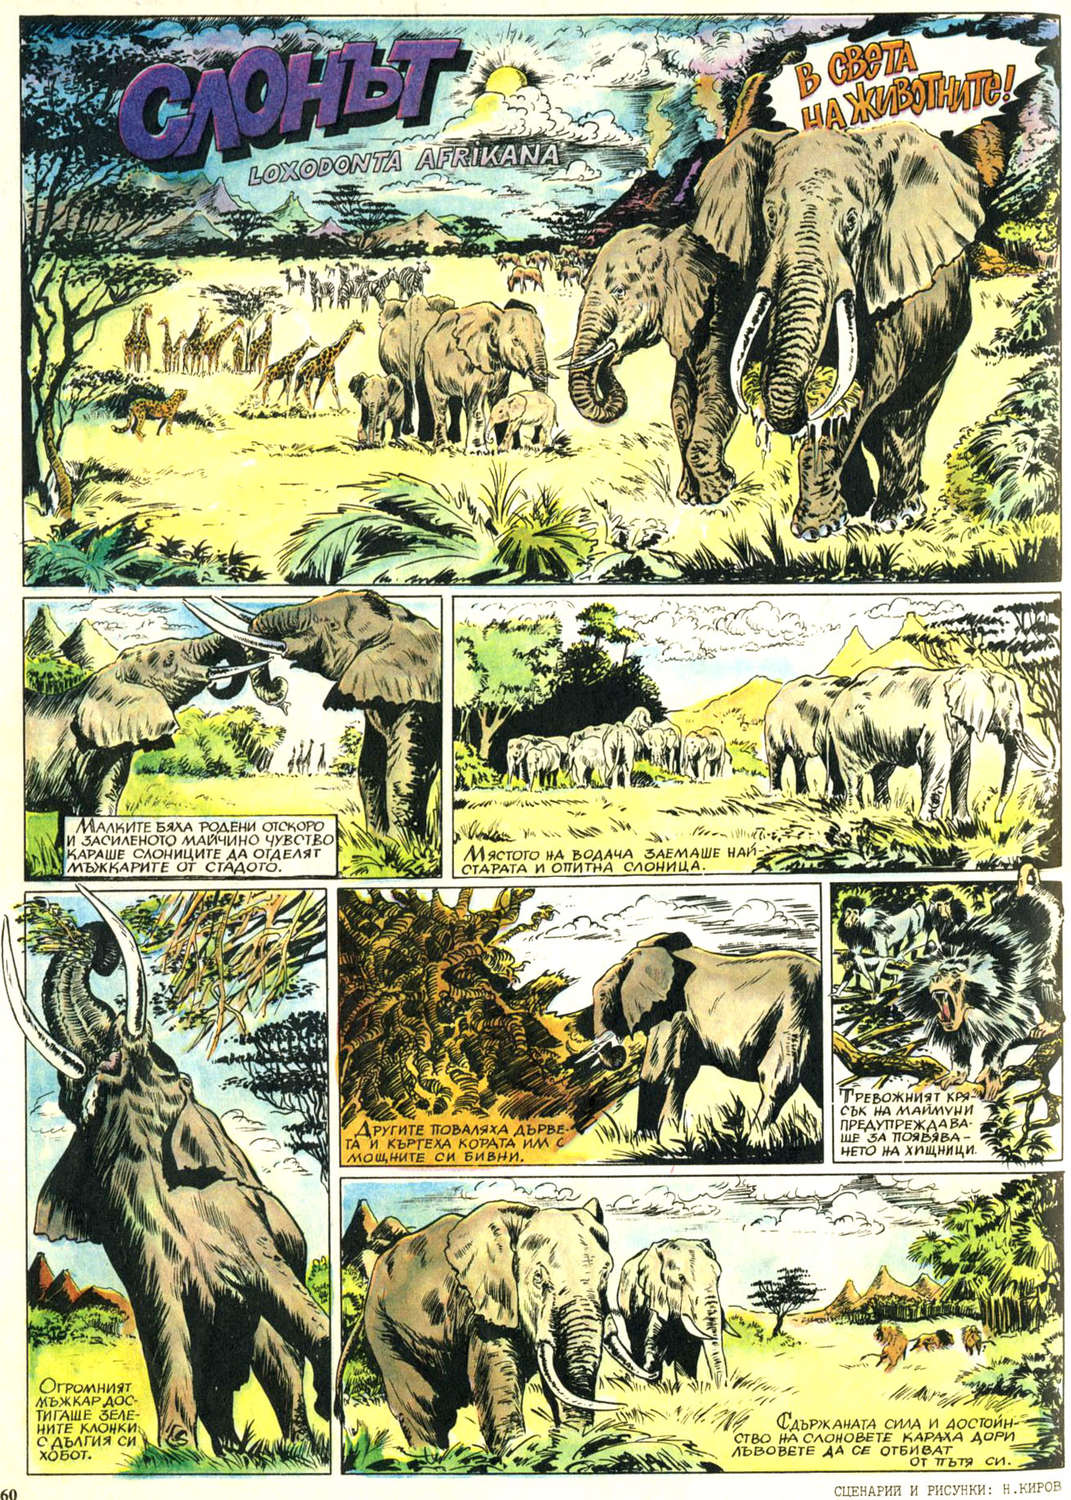 СЛОНЪТ
LOXODONTA AFRIKANA
В СВЕТА
НА ЖИВОТНИТЕ!
МАЛКИТЕ БЯХА РОДЕНИ ОТСКОРО
И ЗАСИЛЕНОТО МАЙЧИНО ЧУВСТВО
КАРАШЕ СЛОНИЦИТЕ ДА ОТДЕЛЯТ
МЪЖКАРИТЕ ОТ СТАДОТО.
МЯСТОТО НА ВОДАЧА ЗАЕМАШЕ НАЙ-
СТАРАТА И ОПИТНА СЛОНИЦА.
ОГРОМНИЯТ
МЪЖКАР ДОС-
ТИГАШЕ ЗЕЛЕ-
НИТЕ КЛОНКИ
С ДЪЛГИЯ СИ
ХОБОТ.
ДРУГИТЕ ПОВАЛЯХА ДЪРВЕ-
ТА И КЪРТЕХА КОРАТА ИМ С
МОЩНИТЕ СИ БИВНИ.
ТРЕВОЖНИЯТ КРЯ-
СЪК НА МАЙМУНИ
ПРЕДУПРЕЖДАВА-
ШЕ ЗА ПОЯВЯВА-
НЕТО НА ХИЩНИЦИ.
СДЪРЖАНАТА СИЛА И ДОСТОЙН-
СТВО НА СЛОНОВЕТЕ КАРАХА ДОРИ
ЛЪВОВЕТЕ ДА СЕ ОТБИВАТ
ОТ ПЪТЯ СИ.
60
СЦЕНАРИЙ И РИСУНКИ: Н.КИРОВ